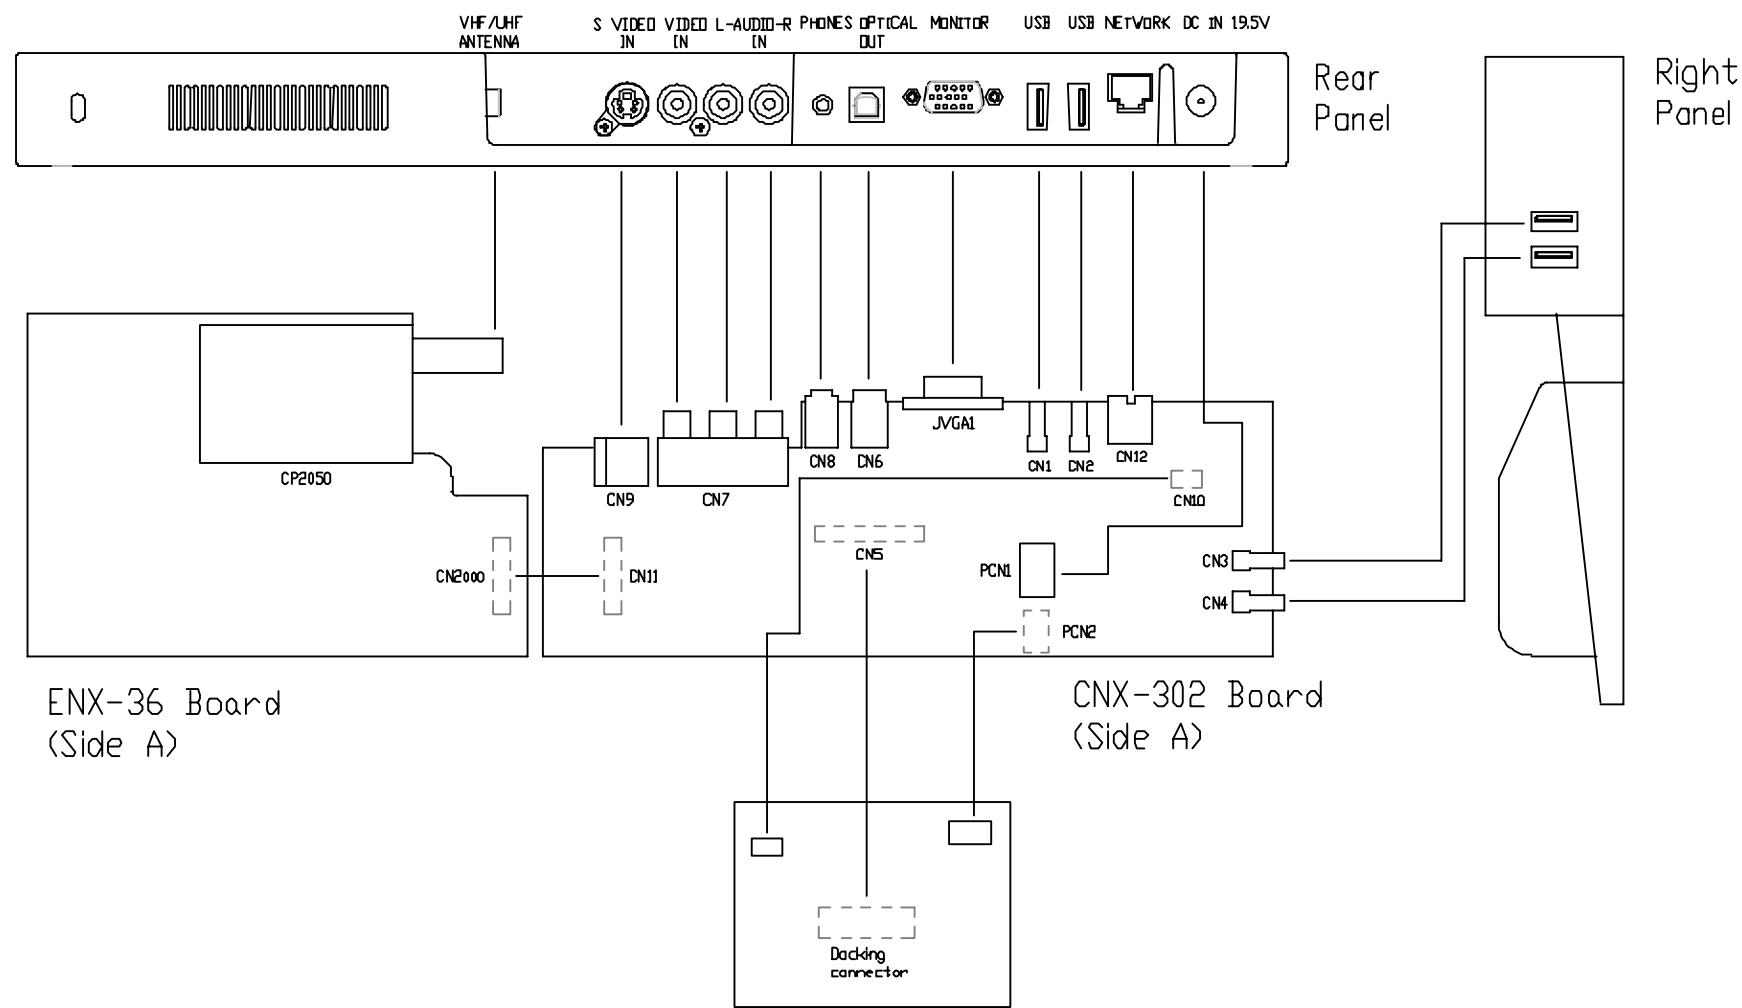 VHF/UHF
ANTENNA
S VIDEO
IN
VIDEO
IN
L-AUDIO-R
IN
PHONES
OPTICAL
OUT
MONITOR
USB
USB
NETWORK
DC IN 19.5V
Rear
Panel
Right
Panel
CP2050
CN9
CN7
CN8
CN6
JVGA1
CN1
CN2
CN12
CN10
CN5
CN2000
CN11
PCN1
PCN2
CN3
CN4
ENX-36 Board
(Side A)
CNX-302 Board
(Side A)
Docking
connector